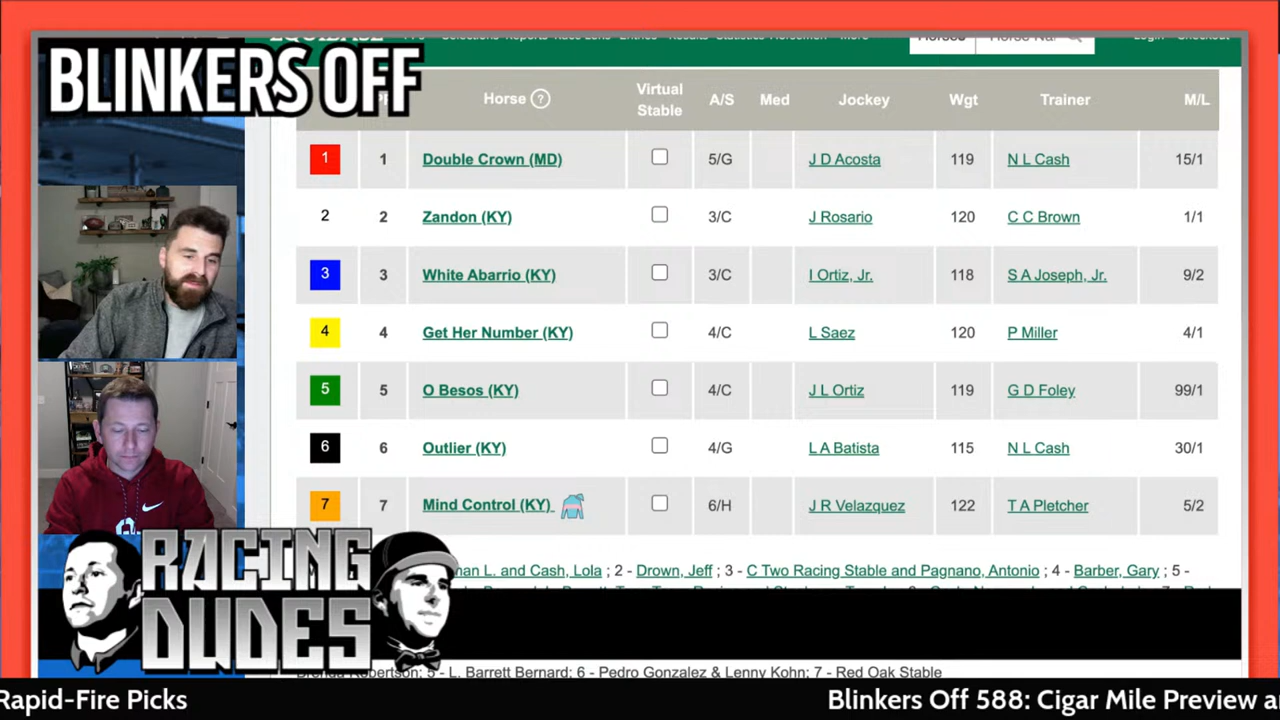 BLINKERS OFF
Horse ? Virtual Stable A/S Med Jockey Wgt Trainer M/L
1 1 Double Crown (MD) 5/G J D Acosta 119 N L Cash 15/1
2 2 Zandon (KY) 3/C J Rosario 120 C C Brown 1/1
3 3 White Abarrio (KY) 3/C I Ortiz, Jr. 118 S A Joseph, Jr. 9/2
4 4 Get Her Number (KY) 4/C L Saez 120 P Miller 4/1
5 5 O Besos (KY) 4/C J L Ortiz 119 G D Foley 99/1
6 6 Outlier (KY) 4/G L A Batista 115 N L Cash 30/1
7 7 Mind Control (KY) 6/H J R Velazquez 122 T A Pletcher 5/2
L. and Cash, Lola ; 2 - Drown, Jeff ; 3 - C Two Racing Stable and Pagnano, Antonio ; 4 - Barber, Gary ; 5 -
Robertson; 5 - L. Barrett Bernard; 6 - Pedro Gonzalez & Lenny Kohn; 7 - Red Oak Stable
RACING
DUDES
Rapid-Fire Picks Blinkers Off 588: Cigar Mile Preview